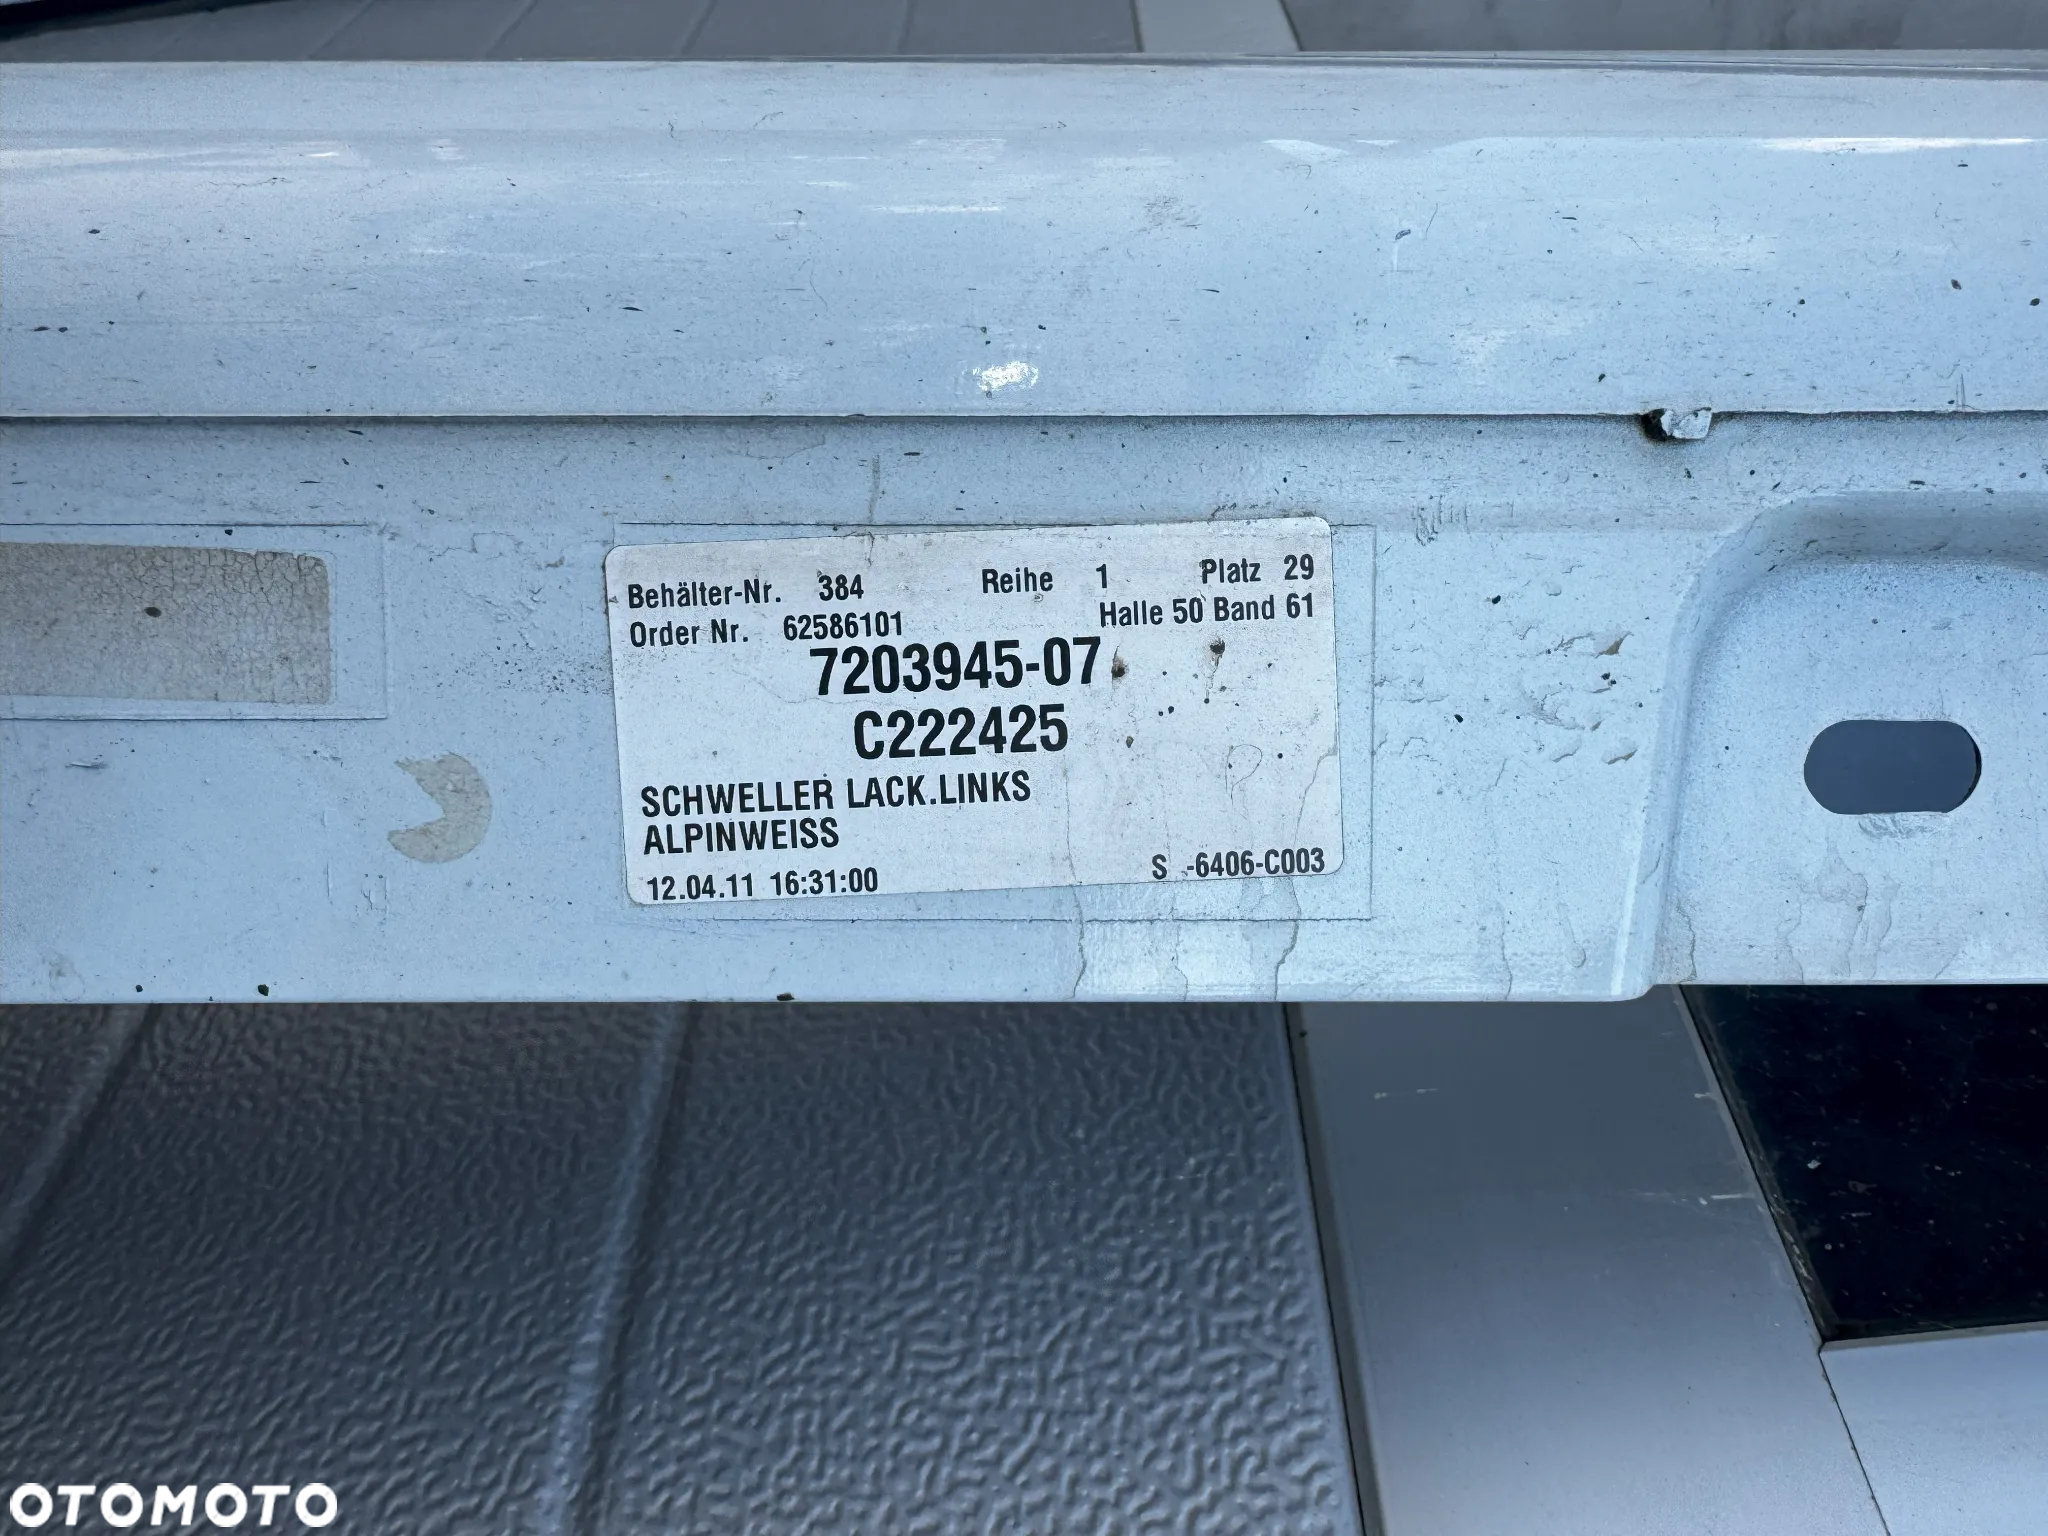 Behälter-Nr. 384 Reihe 1 Platz 29
Order Nr. 62586101 Halle 50 Band 61
7203945-07
C222425
SCHWELLER LACK.LINKS
ALPINWEISS
12.04.11 16:31:00 S -6406-C003
OTOMOTO